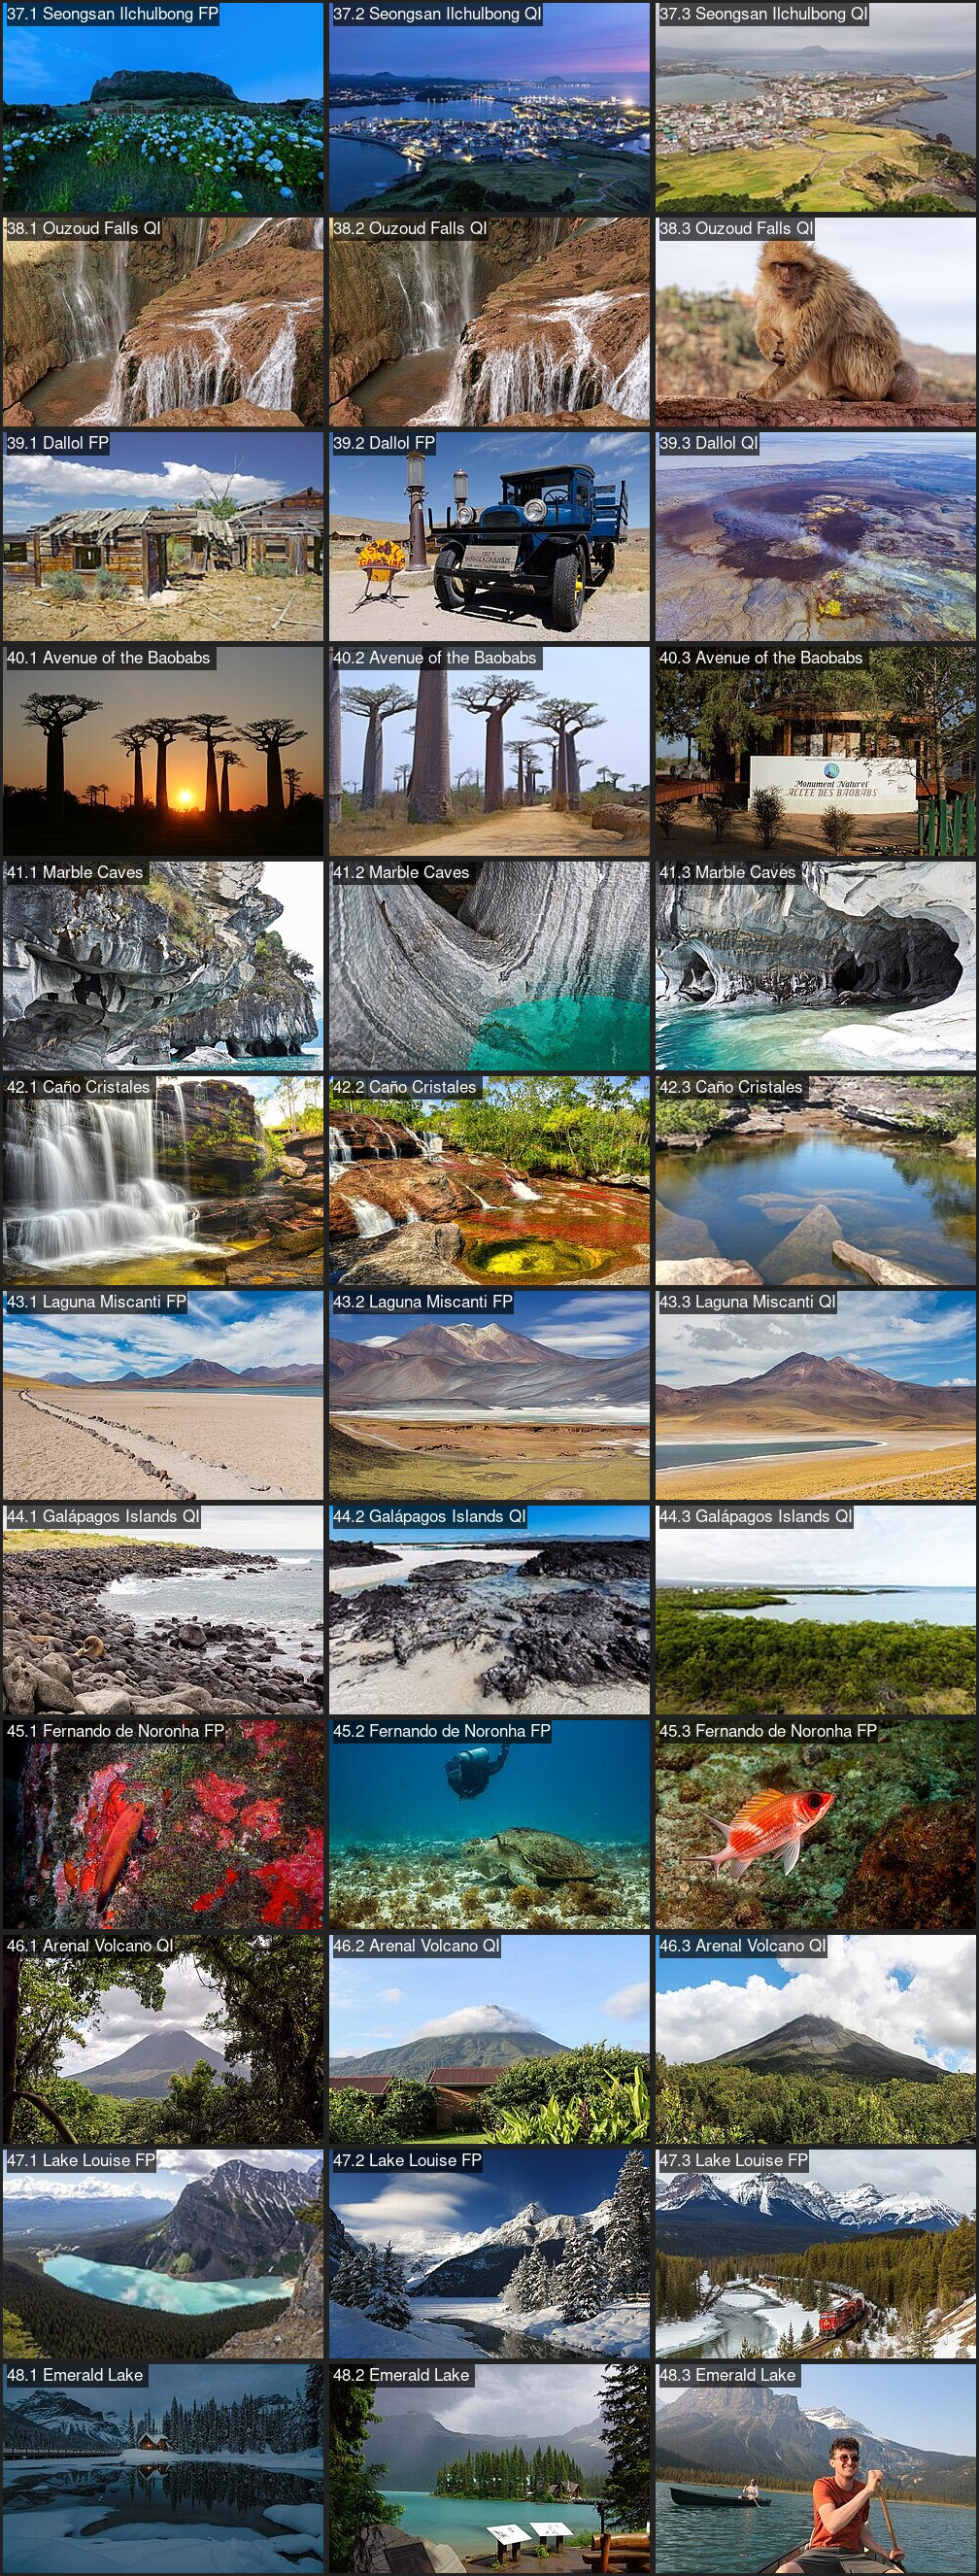 37.1 Seongsan Ilchulbong FP
37.2 Seongsan Ilchulbong QI
37.3 Seongsan Ilchulbong QI
38.1 Ouzoud Falls QI
38.2 Ouzoud Falls QI
38.3 Ouzoud Falls QI
39.1 Dallol FP
39.2 Dallol FP
39.3 Dallol QI
40.1 Avenue of the Baobabs
40.2 Avenue of the Baobabs
40.3 Avenue of the Baobabs
Monument Naturel
ALLÉE DES BAOBABS
41.1 Marble Caves
41.2 Marble Caves
41.3 Marble Caves
42.1 Caño Cristales
42.2 Caño Cristales
42.3 Caño Cristales
43.1 Laguna Miscanti FP
43.2 Laguna Miscanti FP
43.3 Laguna Miscanti QI
44.1 Galápagos Islands QI
44.2 Galápagos Islands QI
44.3 Galápagos Islands QI
45.1 Fernando de Noronha FP
45.2 Fernando de Noronha FP
45.3 Fernando de Noronha FP
46.1 Arenal Volcano QI
46.2 Arenal Volcano QI
46.3 Arenal Volcano QI
47.1 Lake Louise FP
47.2 Lake Louise FP
47.3 Lake Louise FP
48.1 Emerald Lake
48.2 Emerald Lake
48.3 Emerald Lake